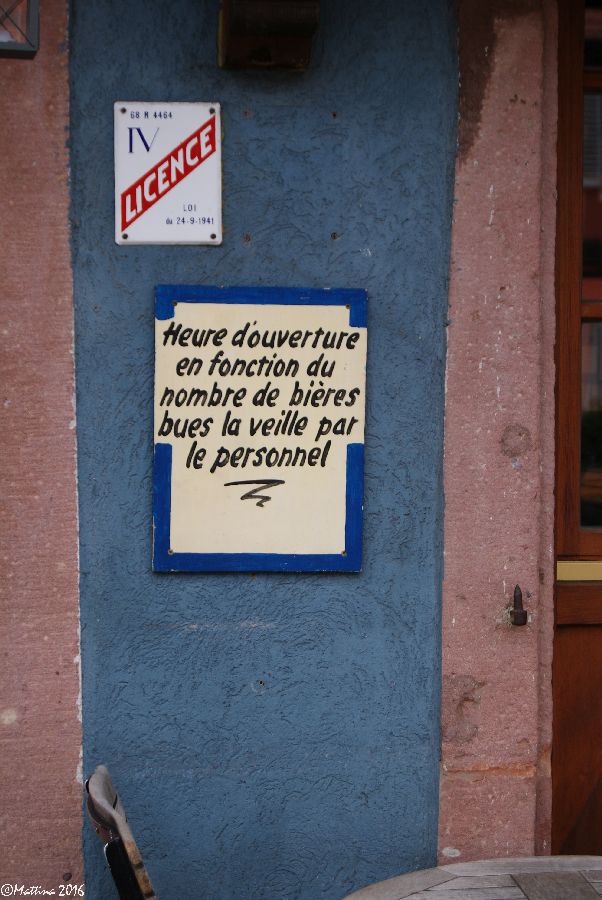 68 M 4464
IV
LICENCE
LOI
du 24-9-1941
Heure d'ouverture
en fonction du
nombre de bières
bues la veille par
le personnel
©Mattina 2016